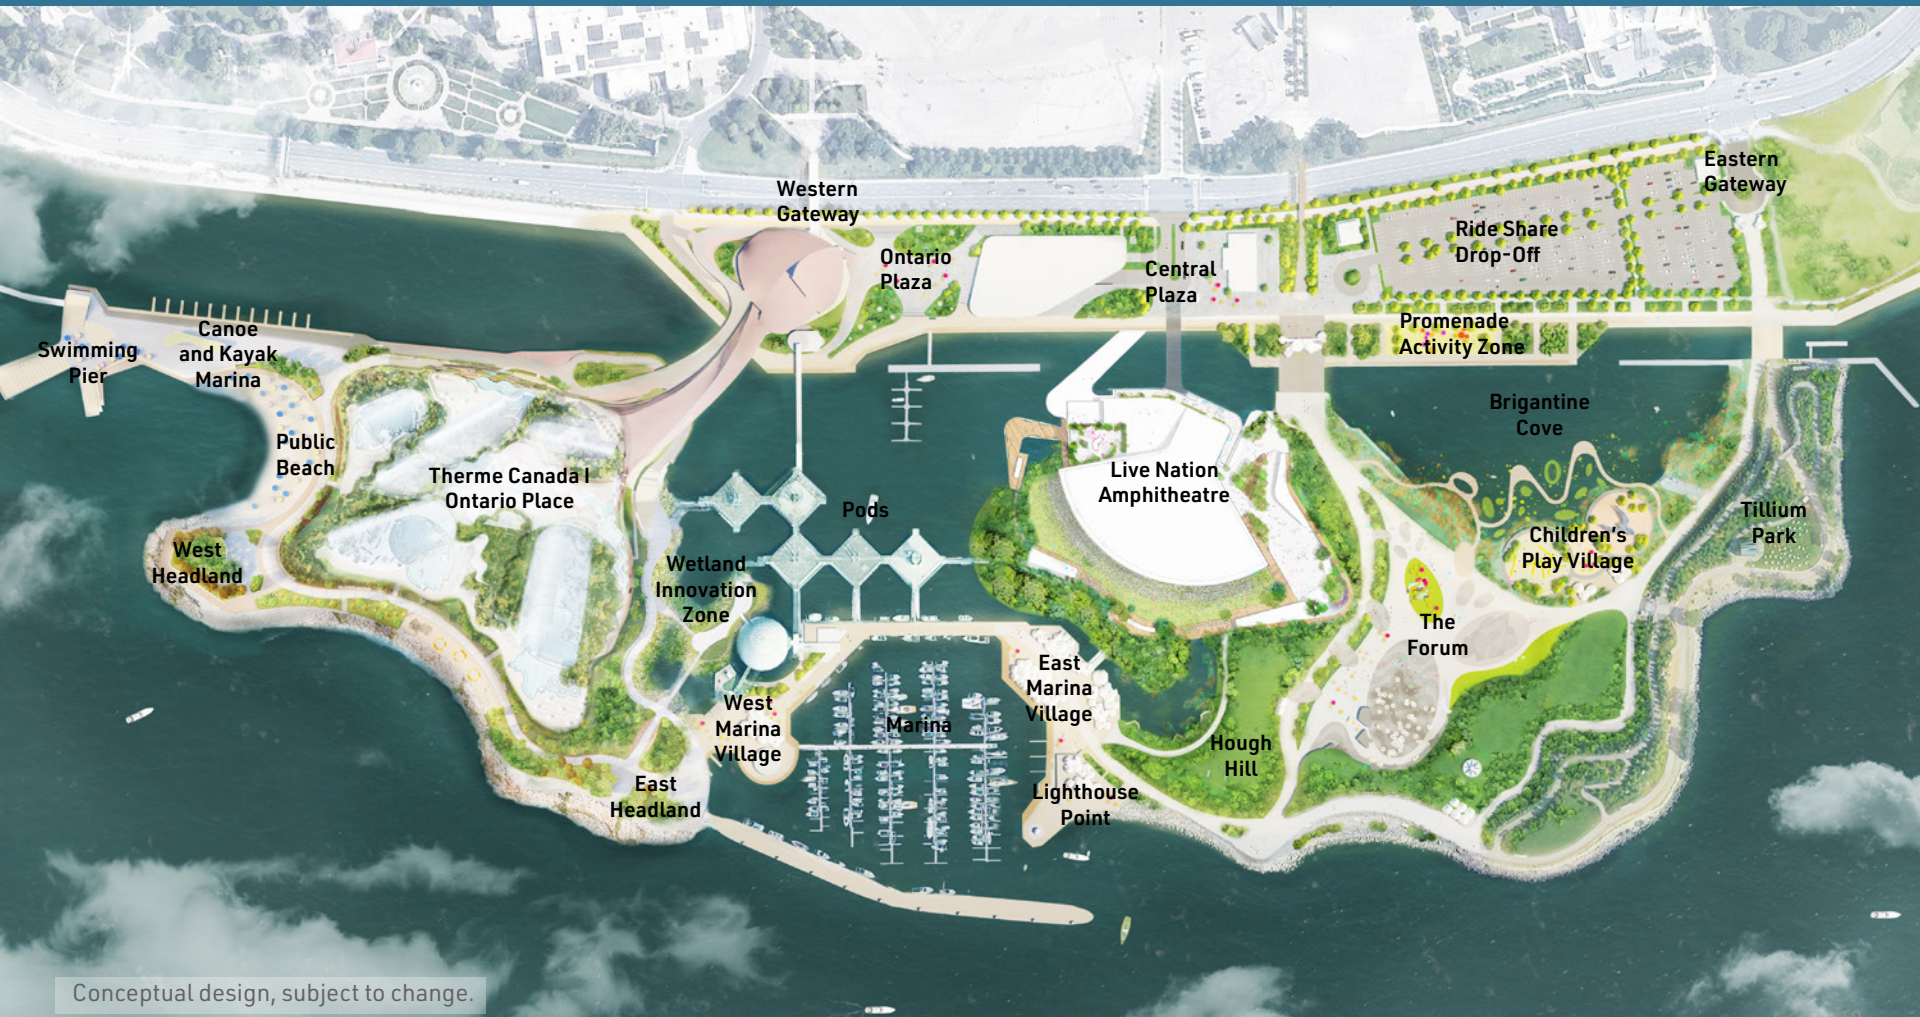 Western
Gateway
Eastern
Gateway
Ontario
Plaza
Central
Plaza
Ride Share
Drop-Off
Promenade
Activity Zone
Swimming
Pier
Canoe
and Kayak
Marina
Public
Beach
Therme Canada |
Ontario Place
West
Headland
Pods
Live Nation
Amphitheatre
Brigantine
Cove
Children's
Play Village
Tillium
Park
Wetland
Innovation
Zone
The
Forum
West
Marina
Village
Marina
East
Marina
Village
Hough
Hill
East
Headland
Lighthouse
Point
Conceptual design, subject to change.